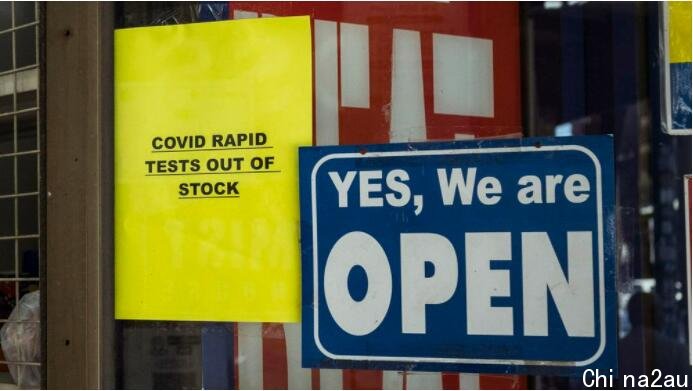 COVID RAPID
TESTS OUT OF
STOCK
YES, We are
OPEN
Chi na2au